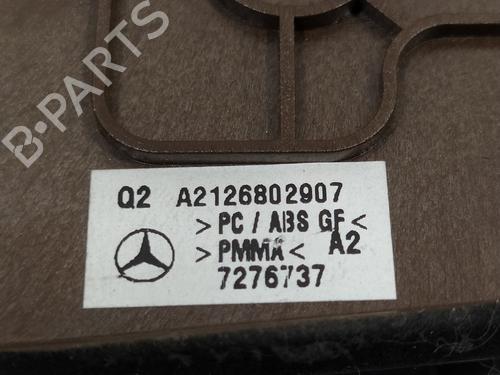 B-PARTS
Q2 A2126802907
>PC / ABS GF<
>PMMA< A2
7276737